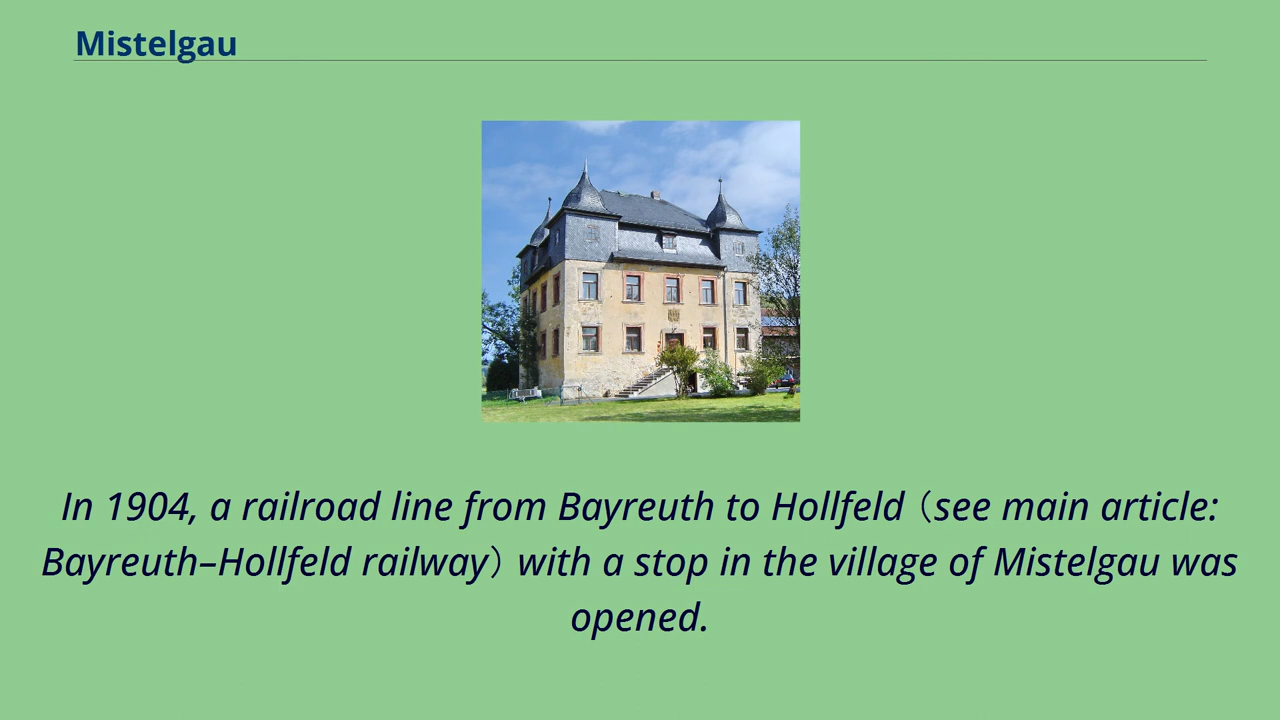 Mistelgau
In 1904, a railroad line from Bayreuth to Hollfeld (see main article:
Bayreuth–Hollfeld railway) with a stop in the village of Mistelgau was
opened.